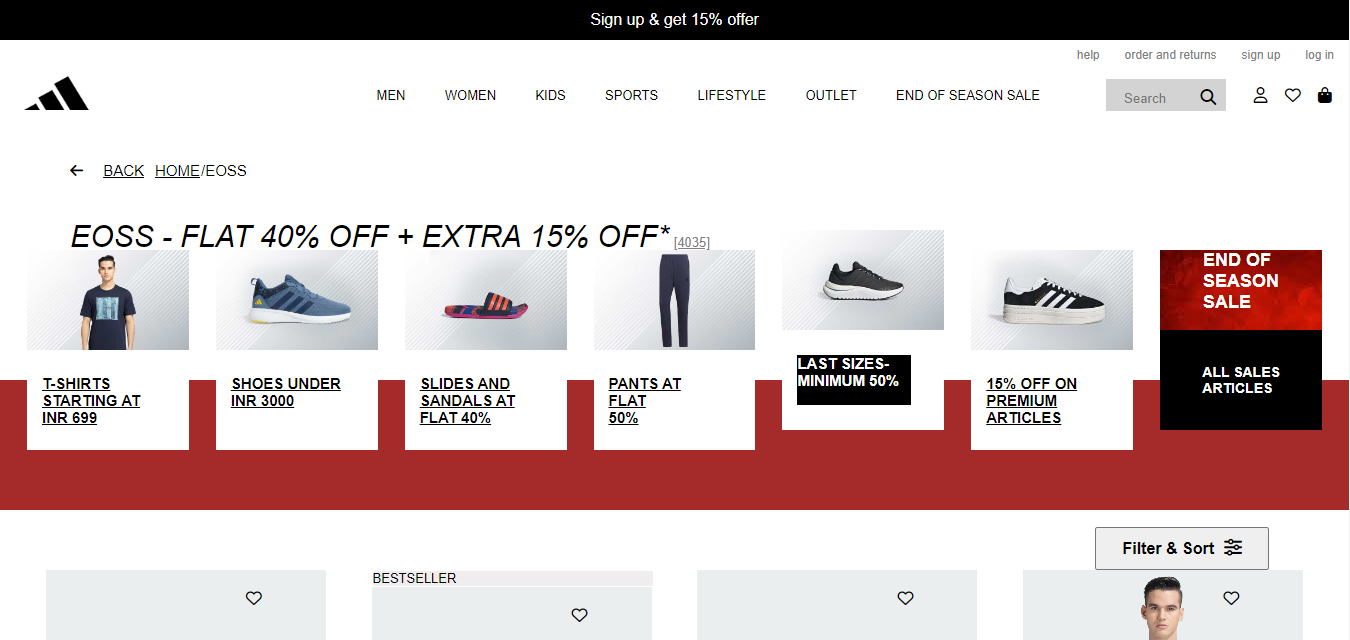 Sign up & get 15% offer
help order and returns sign up log in
MEN WOMEN KIDS SPORTS LIFESTYLE OUTLET END OF SEASON SALE Search
BACK HOME/EOSS
EOSS - FLAT 40% OFF + EXTRA 15% OFF* [4035]
T-SHIRTS
STARTING AT
INR 699
SHOES UNDER
INR 3000
SLIDES AND
SANDALS AT
FLAT 40%
PANTS AT
FLAT
50%
LAST SIZES-
MINIMUM 50%
15% OFF ON
PREMIUM
ARTICLES
END OF
SEASON
SALE
ALL SALES
ARTICLES
Filter & Sort
BESTSELLER